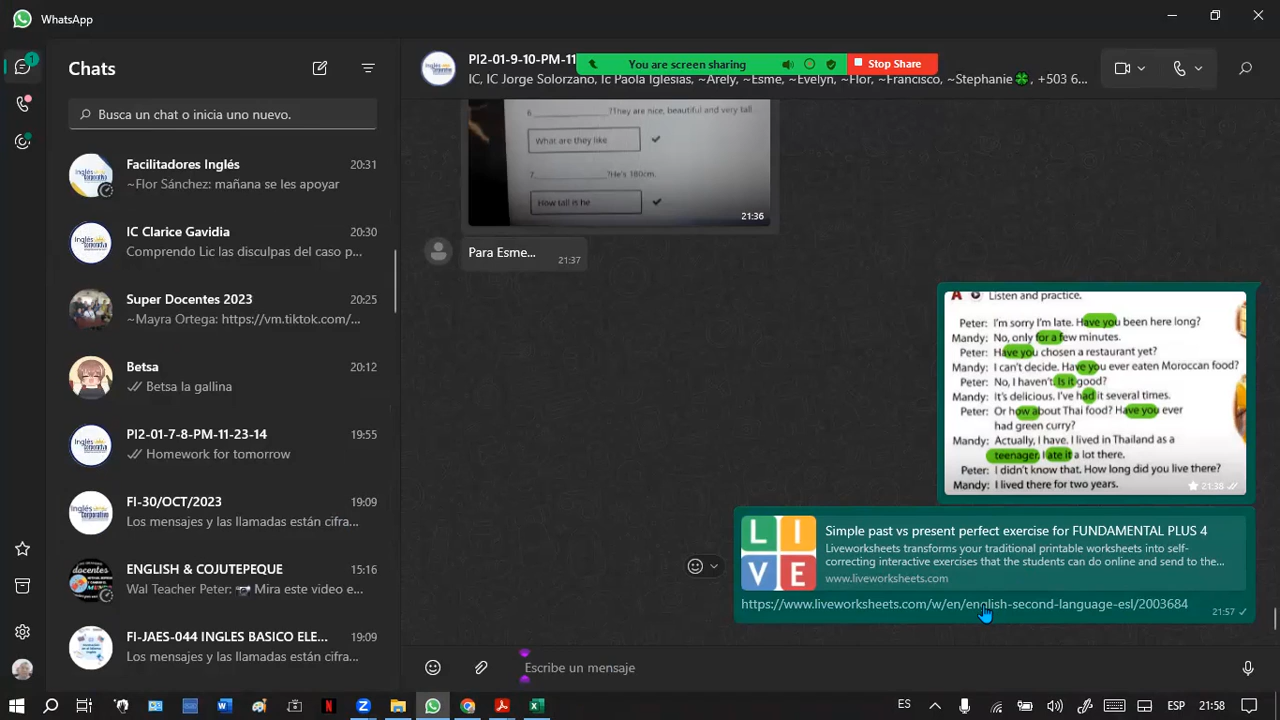 WhatsApp
1
Chats
Busca un chat o inicia uno nuevo.
Facilitadores Inglés
20:31
~Flor Sánchez: mañana se les apoyar
IC Clarice Gavidia
20:30
Comprendo Lic las disculpas del caso p...
Super Docentes 2023
20:25
~Mayra Ortega: https://vm.tiktok.com/...
Betsa
20:12
Betsa la gallina
PI2-01-7-8-PM-11-23-14
19:55
Homework for tomorrow
FI-30/OCT/2023
19:09
Los mensajes y las llamadas están cifra...
ENGLISH & COJUTEPEQUE
15:16
Wal Teacher Peter: 📷 Mira este video e...
FI-JAES-044 INGLES BASICO ELE...
19:09
Los mensajes y las llamadas están cifra...
PI2-01-9-10-PM-11
You are screen sharing
Stop Share
IC, IC Jorge Solorzano, Ic Paola Iglesias, ~Arely, ~Esme, ~Evelyn, ~Flor, ~Francisco, ~Stephanie🍀, +503 6...
6.____________?They are nice, beautiful and very tall
What are they like
7.____________?He's 180cm.
How tall is he
21:36
Para Esme...
21:37
A Listen and practice.
Peter: I'm sorry I'm late. Have you been here long?
Mandy: No, only for a few minutes.
Peter: Have you chosen a restaurant yet?
Mandy: I can't decide. Have you ever eaten Moroccan food?
Peter: No, I haven't. Is it good?
Mandy: It's delicious. I've had it several times.
Peter: Or how about Thai food? Have you ever
had green curry?
Mandy: Actually, I have. I lived in Thailand as a
teenager. I ate it a lot there.
Peter: I didn't know that. How long did you live there?
Mandy: I lived there for two years.
21:38
LIVE
Simple past vs present perfect exercise for FUNDAMENTAL PLUS 4
Liveworksheets transforms your traditional printable worksheets into self-
correcting interactive exercises that the students can do online and send to the...
www.liveworksheets.com
https://www.liveworksheets.com/w/en/english-second-language-esl/2003684
21:57
Escribe un mensaje
ES
ESP
21:58